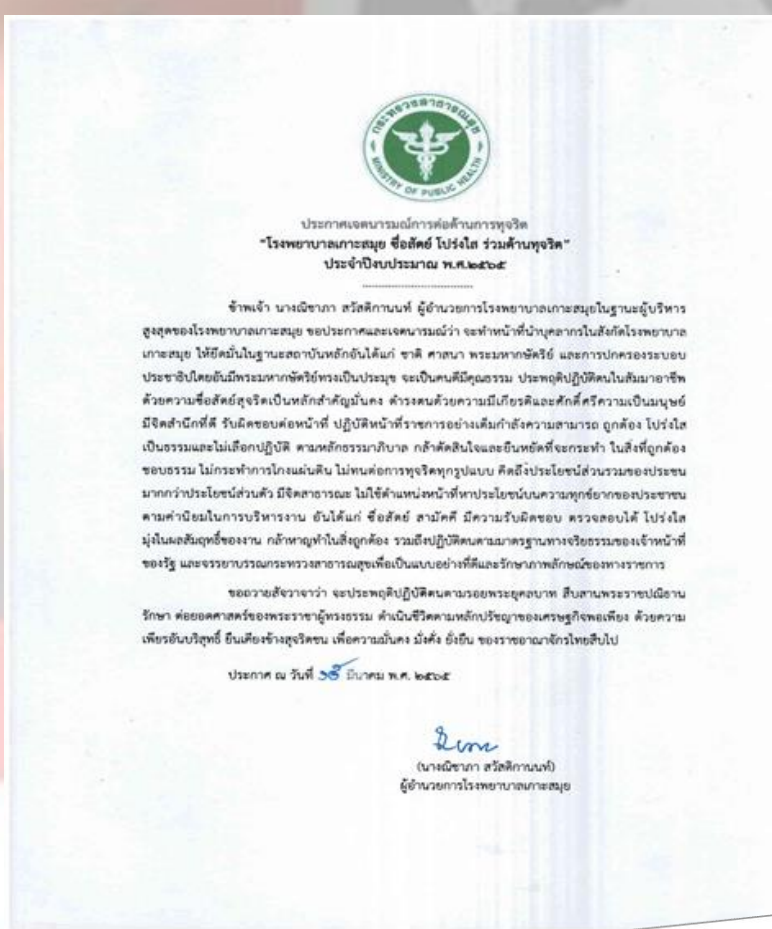 กระทรวงสาธารณสุข
MINISTRY OF PUBLIC HEALTH
ประกาศเจตนารมณ์การต่อต้านการทุจริต
"โรงพยาบาลเกาะสมุย ซื่อสัตย์ โปร่งใส ร่วมต้านทุจริต"
ประจำปีงบประมาณ พ.ศ.๒๕๖๕
ข้าพเจ้า นางณิชาภา สวัสดิกานนท์ ผู้อำนวยการโรงพยาบาลเกาะสมุยในฐานะผู้บริหาร
สูงสุดของโรงพยาบาลเกาะสมุย ขอประกาศและเจตนารมณ์ว่า จะทำหน้าที่นำบุคลากรในสังกัดโรงพยาบาล
เกาะสมุย ให้ยึดมั่นในฐานะสถาบันหลักอันได้แก่ ชาติ ศาสนา พระมหากษัตริย์ และการปกครองระบอบ
ประชาธิปไตยอันมีพระมหากษัตริย์ทรงเป็นประมุข จะเป็นคนดีมีคุณธรรม ประพฤติปฏิบัติตนในสัมมาอาชีพ
ด้วยความซื่อสัตย์สุจริตเป็นหลักสำคัญมั่นคง ดำรงตนด้วยความมีเกียรติและศักดิ์ศรีความเป็นมนุษย์
มีจิตสำนึกที่ดี รับผิดชอบต่อหน้าที่ ปฏิบัติหน้าที่ราชการอย่างเต็มกำลังความสามารถ ถูกต้อง โปร่งใส
เป็นธรรมและไม่เลือกปฏิบัติ ตามหลักธรรมาภิบาล กล้าตัดสินใจและยืนหยัดที่จะกระทำ ในสิ่งที่ถูกต้อง
ชอบธรรม ไม่กระทำการโกงแผ่นดิน ไม่ทนต่อการทุจริตทุกรูปแบบ คิดถึงประโยชน์ส่วนรวมของประชน
มากกว่าประโยชน์ส่วนตัว มีจิตสาธารณะ ไม่ใช้ตำแหน่งหน้าที่หาประโยชน์บนความทุกข์ยากของประชาชน
ตามค่านิยมในการบริหารงาน อันได้แก่ ซื่อสัตย์ สามัคคี มีความรับผิดชอบ ตรวจสอบได้ โปร่งใส
มุ่งในผลสัมฤทธิ์ของงาน กล้าหาญทำในสิ่งถูกต้อง รวมถึงปฏิบัติตนตามมาตรฐานทางจริยธรรมของเจ้าหน้าที่
ของรัฐ และจรรยาบรรณกระทรวงสาธารณสุขเพื่อเป็นแบบอย่างที่ดีและรักษาภาพลักษณ์ของทางราชการ
ขอถวายสัจวาจาว่า จะประพฤติปฏิบัติตนตามรอยพระยุคลบาท สืบสานพระราชปณิธาน
รักษา ต่อยอดศาสตร์ของพระราชาผู้ทรงธรรม ดำเนินชีวิตตามหลักปรัชญาของเศรษฐกิจพอเพียง ด้วยความ
เพียรอันบริสุทธิ์ ยืนเคียงข้างสุจริตชน เพื่อความมั่นคง มั่งคั่ง ยั่งยืน ของราชอาณาจักรไทยสืบไป
ประกาศ ณ วันที่ มีนาคม พ.ศ. ๒๕๖๕
(นางณิชาภา สวัสดิกานนท์)
ผู้อำนวยการโรงพยาบาลเกาะสมุย